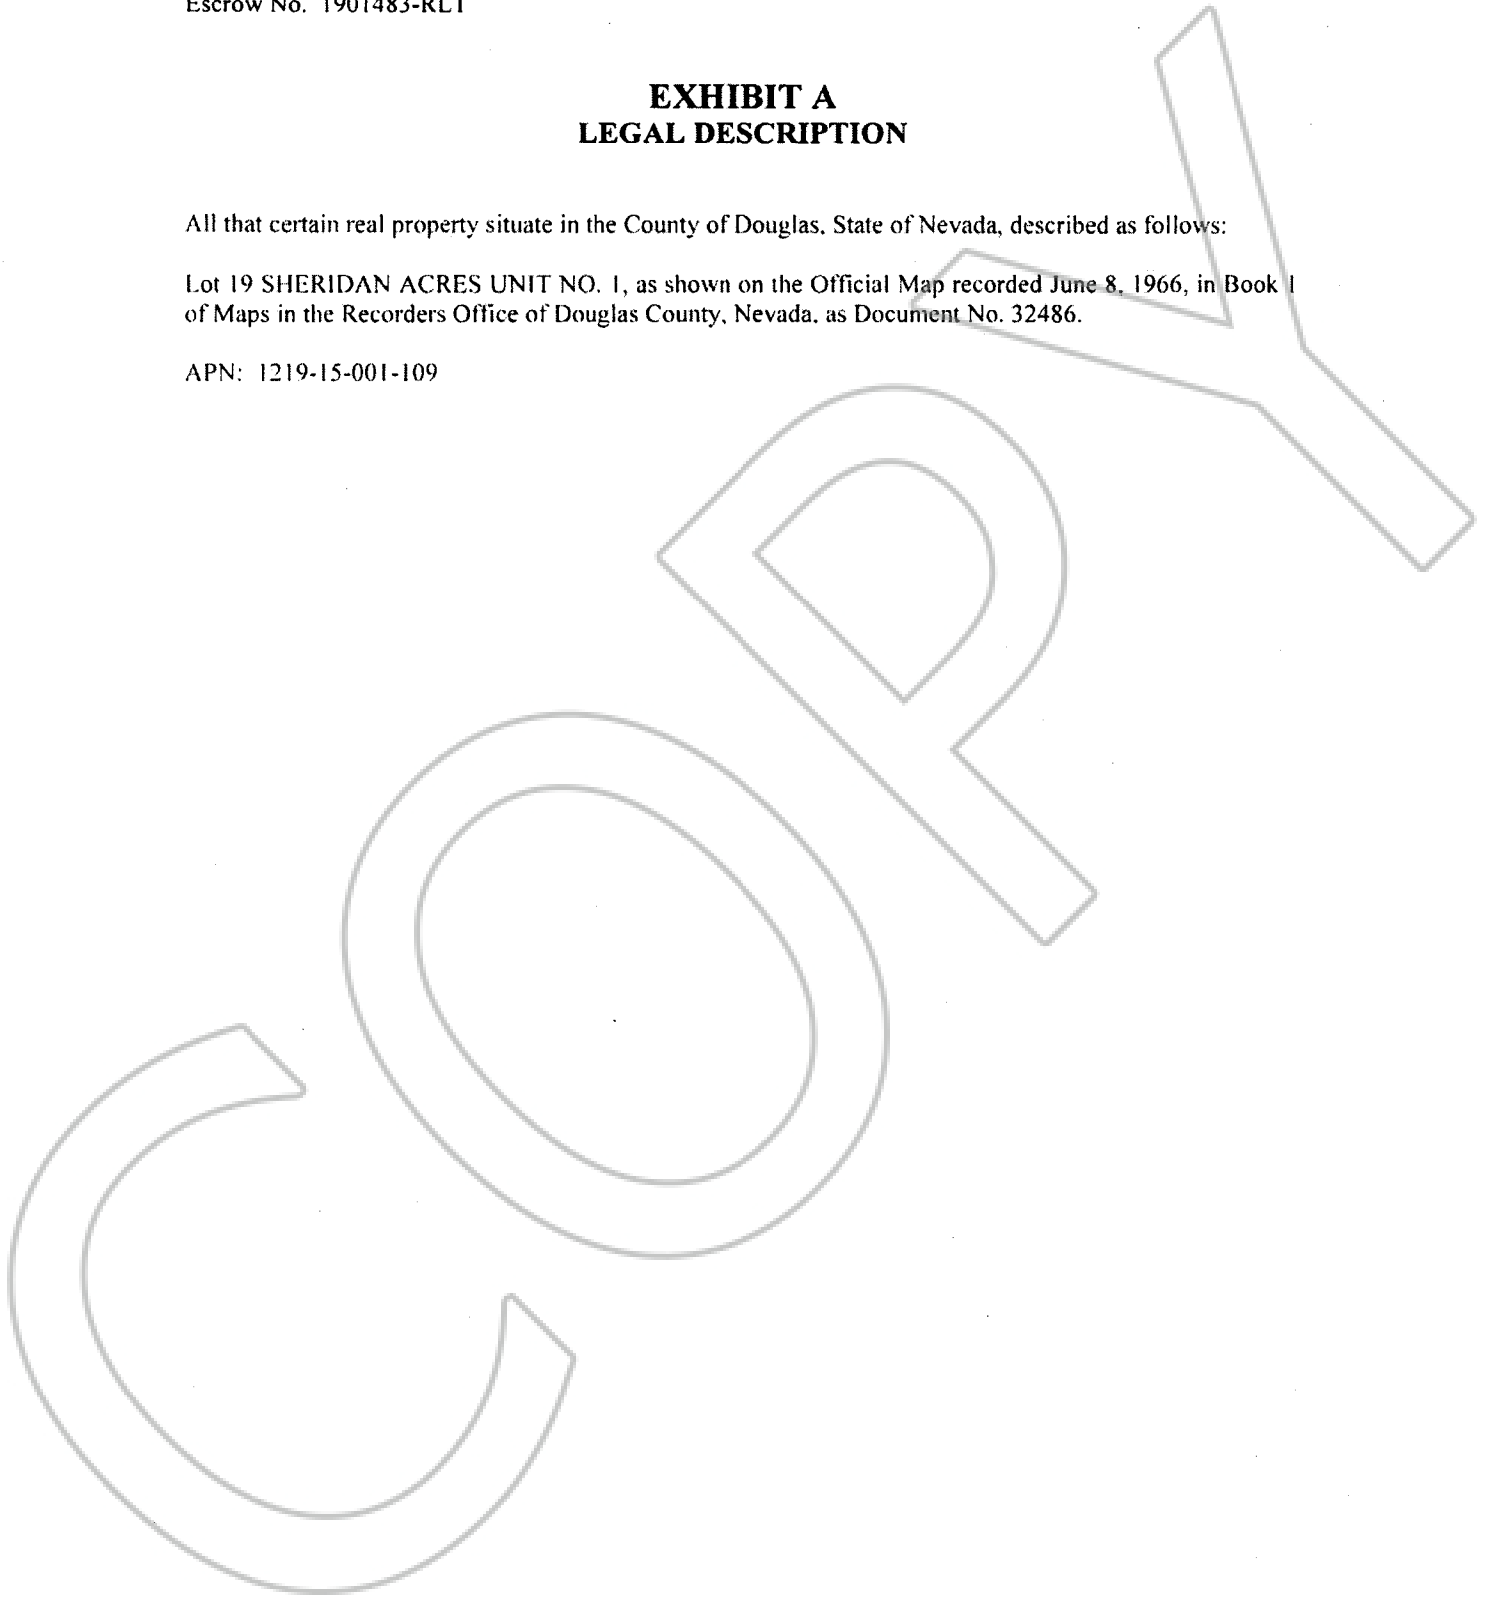 Escrow No. 1901483-RLT
EXHIBIT A
LEGAL DESCRIPTION
All that certain real property situate in the County of Douglas, State of Nevada, described as follows:
Lot 19 SHERIDAN ACRES UNIT NO. 1, as shown on the Official Map recorded June 8, 1966, in Book 1
of Maps in the Recorders Office of Douglas County, Nevada, as Document No. 32486.
APN: 1219-15-001-109
COPY